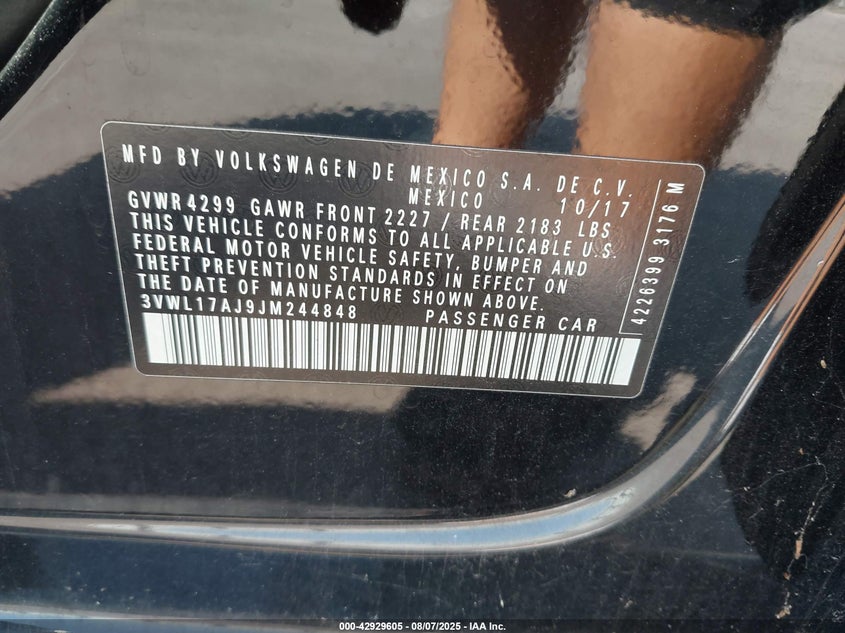 MFD BY VOLKSWAGEN DE MEXICO S.A. DE C.V.
MEXICO 10/17
GVWR 4299 GAWR FRONT 2227 / REAR 2183 LBS
THIS VEHICLE CONFORMS TO ALL APPLICABLE U.S.
FEDERAL MOTOR VEHICLE SAFETY, BUMPER AND
THEFT PREVENTION STANDARDS IN EFFECT ON
THE DATE OF MANUFACTURE SHOWN ABOVE.
3VWL17AJ9JM244848 PASSENGER CAR
4226399 3176 M
000-42929605 - 08/07/2025 - IAA Inc.